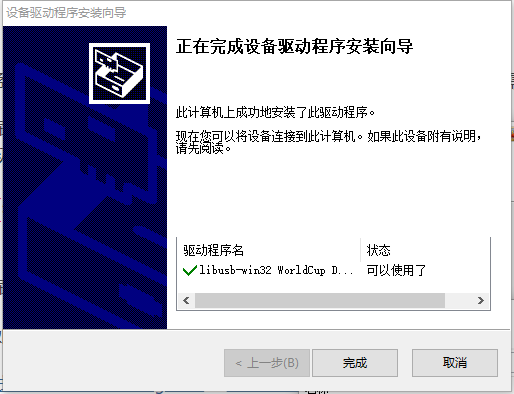 设备驱动程序安装向导
正在完成设备驱动程序安装向导
此计算机上成功地安装了此驱动程序。
现在您可以将设备连接到此计算机。如果此设备附有说明，
请先阅读。
驱动程序名 状态
libusb-win32 WorldCup D... 可以使用了
< 上一步(B) 完成 取消